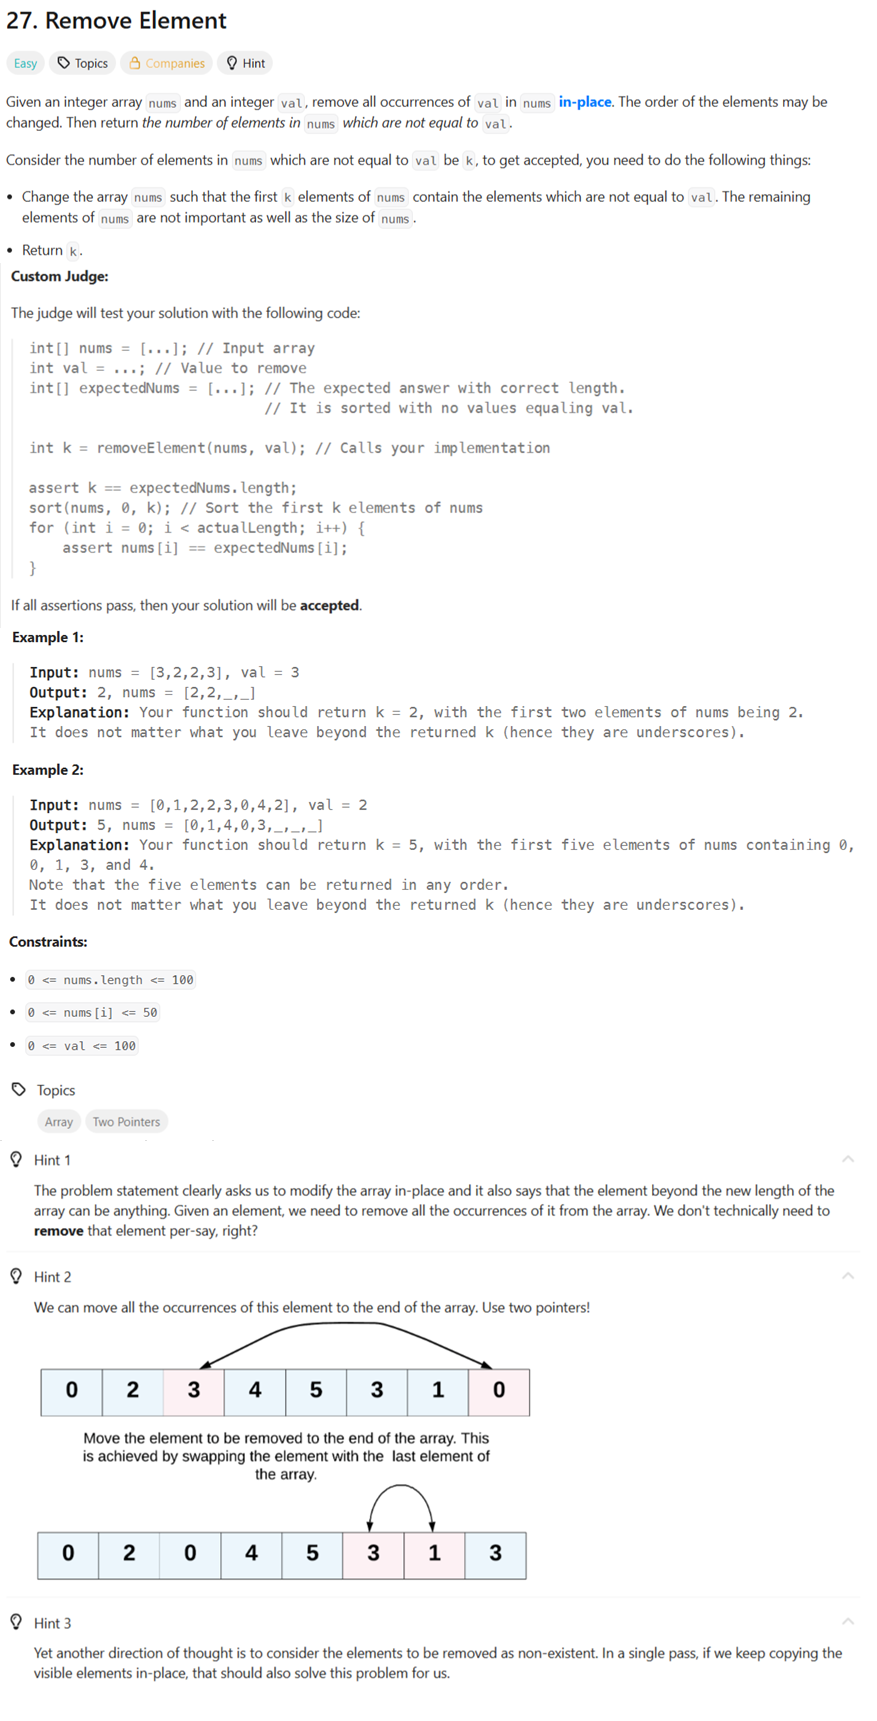 27. Remove Element
Easy Topics Companies Hint
Given an integer array nums and an integer val, remove all occurrences of val in nums in-place. The order of the elements may be
changed. Then return the number of elements in nums which are not equal to val.
Consider the number of elements in nums which are not equal to val be k, to get accepted, you need to do the following things:
• Change the array nums such that the first k elements of nums contain the elements which are not equal to val. The remaining
elements of nums are not important as well as the size of nums.
• Return k.
Custom Judge:
The judge will test your solution with the following code:
int[] nums = [...]; // Input array
int val = ...; // Value to remove
int[] expectedNums = [...]; // The expected answer with correct length.
// It is sorted with no values equaling val.
int k = removeElement(nums, val); // Calls your implementation
assert k == expectedNums.length;
sort(nums, 0, k); // Sort the first k elements of nums
for (int i = 0; i < actualLength; i++) {
assert nums[i] == expectedNums[i];
}
If all assertions pass, then your solution will be accepted.
Example 1:
Input: nums = [3,2,2,3], val = 3
Output: 2, nums = [2,2,_,_]
Explanation: Your function should return k = 2, with the first two elements of nums being 2.
It does not matter what you leave beyond the returned k (hence they are underscores).
Example 2:
Input: nums = [0,1,2,2,3,0,4,2], val = 2
Output: 5, nums = [0,1,4,0,3,_,_,_]
Explanation: Your function should return k = 5, with the first five elements of nums containing 0,
0, 1, 3, and 4.
Note that the five elements can be returned in any order.
It does not matter what you leave beyond the returned k (hence they are underscores).
Constraints:
• 0 <= nums.length <= 100
• 0 <= nums[i] <= 50
• 0 <= val <= 100
Topics
Array Two Pointers
Hint 1
The problem statement clearly asks us to modify the array in-place and it also says that the element beyond the new length of the
array can be anything. Given an element, we need to remove all the occurrences of it from the array. We don't technically need to
remove that element per-say, right?
Hint 2
We can move all the occurrences of this element to the end of the array. Use two pointers!
0 2 3 4 5 3 1 0
Move the element to be removed to the end of the array. This
is achieved by swapping the element with the last element of
the array.
0 2 0 4 5 3 1 3
Hint 3
Yet another direction of thought is to consider the elements to be removed as non-existent. In a single pass, if we keep copying the
visible elements in-place, that should also solve this problem for us.